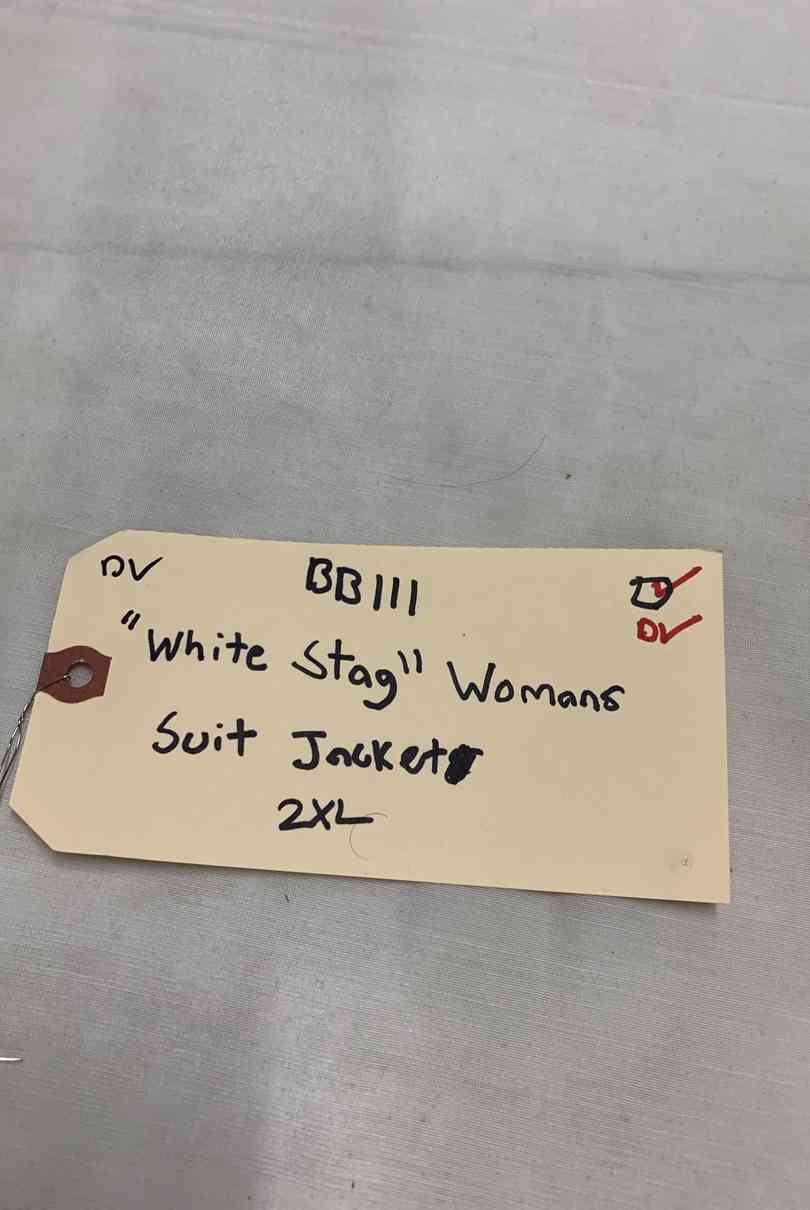 DV
BB111
"White Stag" Womans
Suit Jacket
2XL
DV